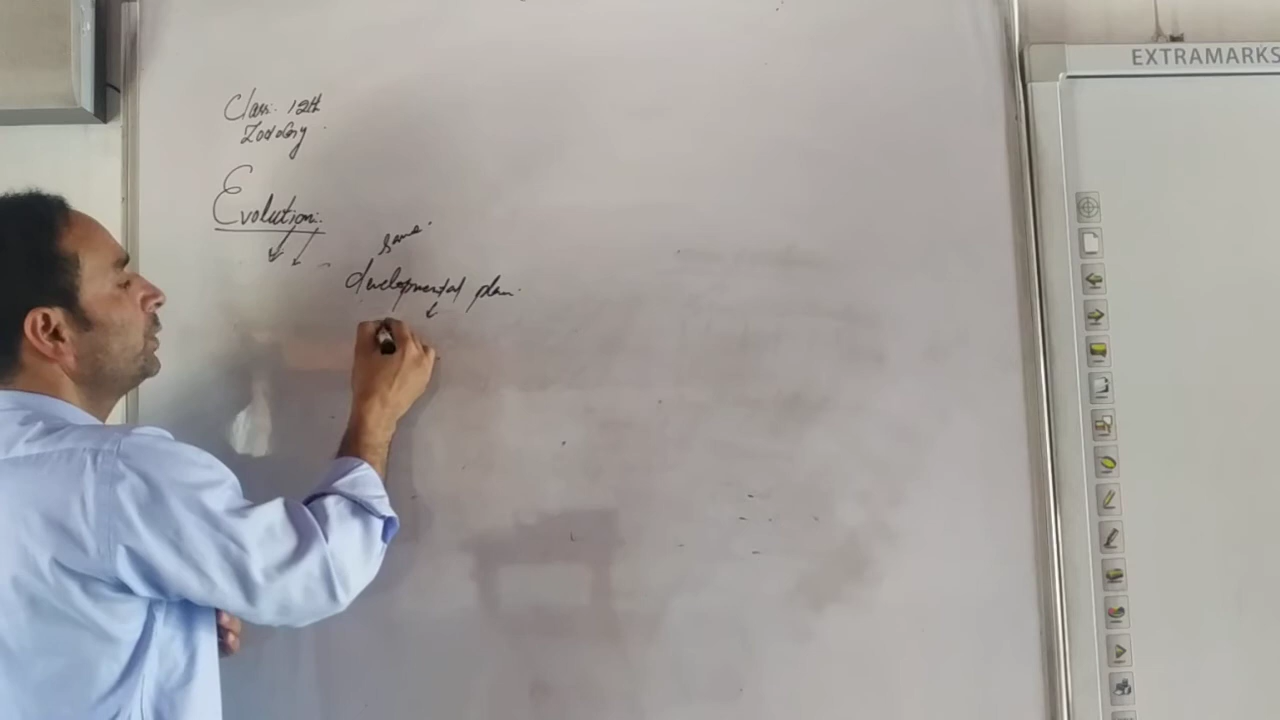 Class: 12th
Zoology
Evolution:
same
developmental plan.
EXTRAMARKS